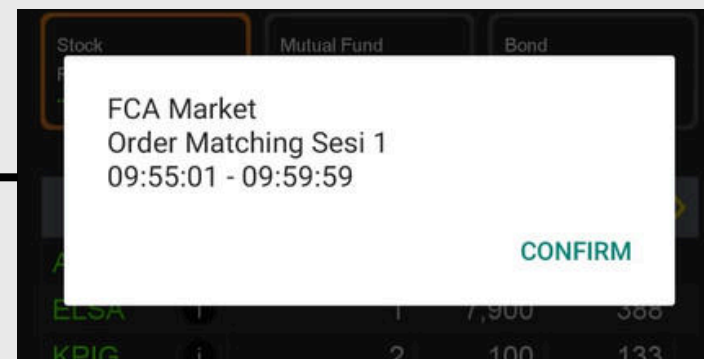 Stock
Mutual Fund
Bond
FCA Market
Order Matching Sesi 1
09:55:01 - 09:59:59
CONFIRM
ELSA i 1 7,900 388
KPIG i 2 100 133